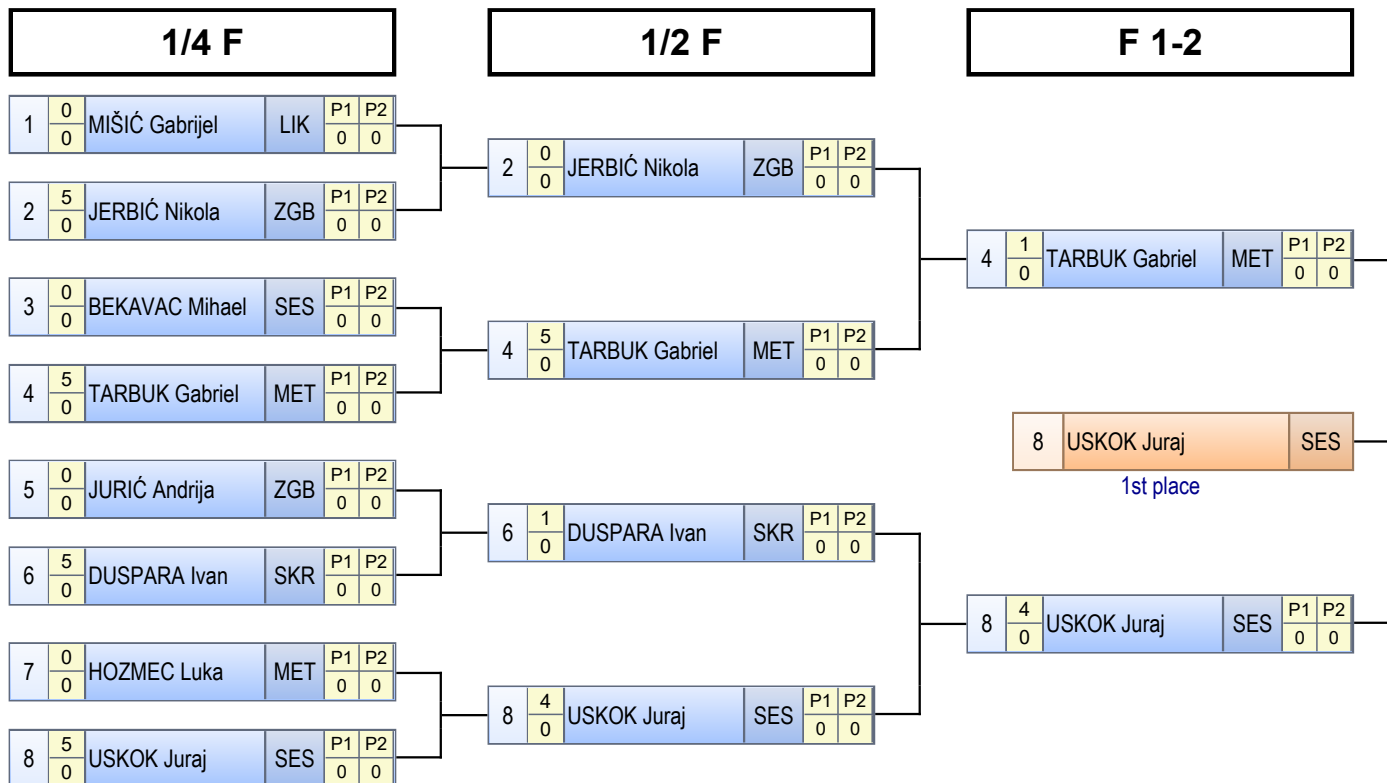 1/4 F
1/2 F
F 1-2
1 0 MIŠIĆ Gabrijel LIK P1 P2
0 0 0
2 5 JERBIĆ Nikola ZGB P1 P2
0 0 0
3 0 BEKAVAC Mihael SES P1 P2
0 0 0
4 5 TARBUK Gabriel MET P1 P2
0 0 0
5 0 JURIĆ Andrija ZGB P1 P2
0 0 0
6 5 DUSPARA Ivan SKR P1 P2
0 0 0
7 0 HOZMEC Luka MET P1 P2
0 0 0
8 5 USKOK Juraj SES P1 P2
0 0 0
2 0 JERBIĆ Nikola ZGB P1 P2
0 0 0
4 5 TARBUK Gabriel MET P1 P2
0 0 0
6 1 DUSPARA Ivan SKR P1 P2
0 0 0
8 4 USKOK Juraj SES P1 P2
0 0 0
4 1 TARBUK Gabriel MET P1 P2
0 0 0
8 USKOK Juraj SES
1st place
8 4 USKOK Juraj SES P1 P2
0 0 0